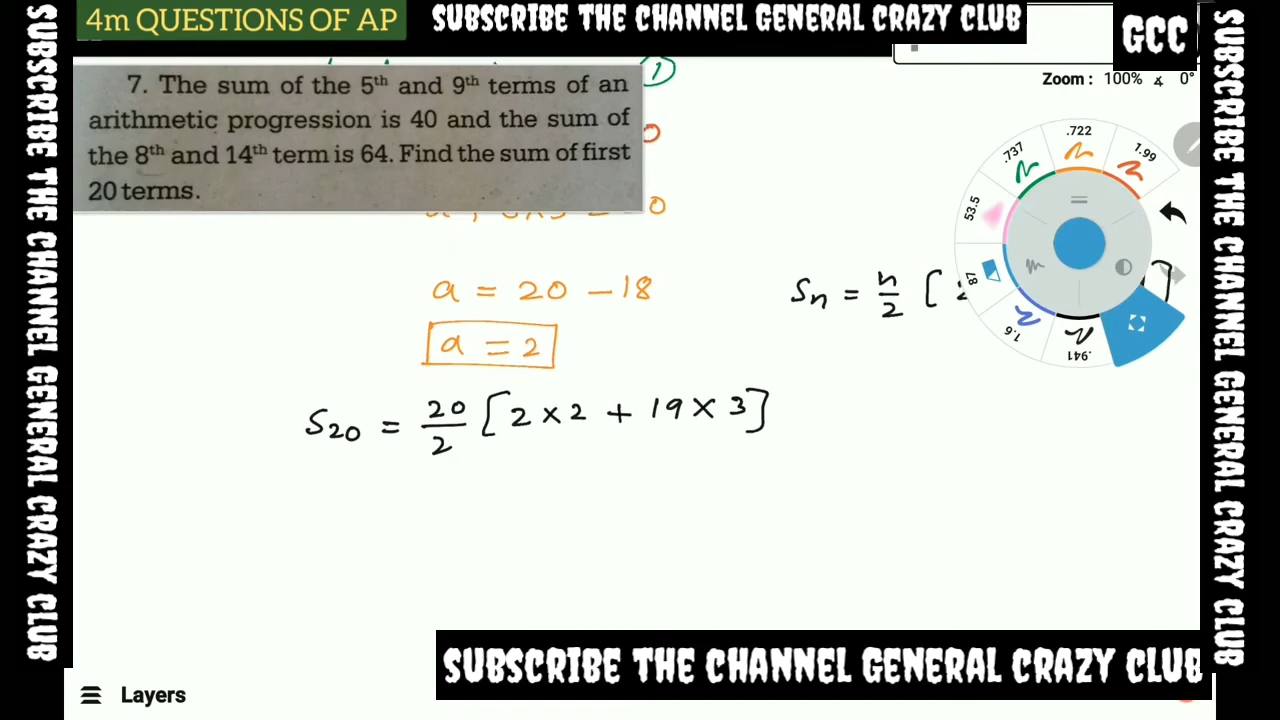 4m QUESTIONS OF AP
SUBSCRIBE THE CHANNEL GENERAL CRAZY CLUB
GCC
SUBSCRIBE THE CHANNEL GENERAL CRAZY CLUB
SUBSCRIBE THE CHANNEL GENERAL CRAZY CLUB
Zoom : 100% ∡ 0°
1
7. The sum of the 5th and 9th terms of an
arithmetic progression is 40 and the sum of
the 8th and 14th term is 64. Find the sum of first
20 terms.
.737
.722
1.99
53.5
87
1.6
.941
a = 20 - 18
Sn = n/2 [
a = 2
S20 = 20/2 [2 × 2 + 19 × 3]
SUBSCRIBE THE CHANNEL GENERAL CRAZY CLUB
Layers